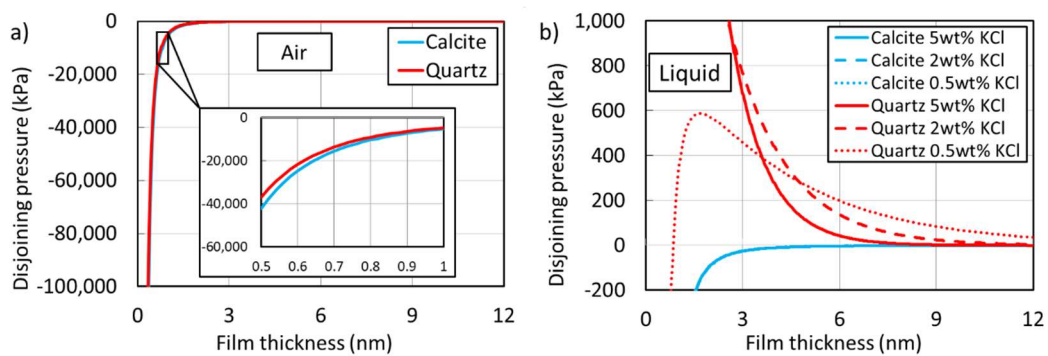 a)
Disjoining pressure (kPa)
0
-20,000
-40,000
-60,000
-80,000
-100,000
Air
Calcite
Quartz
0
-20,000
-40,000
-60,000
0.5 0.6 0.7 0.8 0.9 1
0 3 6 9 12
Film thickness (nm)
b)
Disjoining pressure (kPa)
1,000
800
600
400
200
0
-200
Liquid
Calcite 5wt% KCl
Calcite 2wt% KCl
Calcite 0.5wt% KCl
Quartz 5wt% KCl
Quartz 2wt% KCl
Quartz 0.5wt% KCl
0 3 6 9 12
Film thickness (nm)